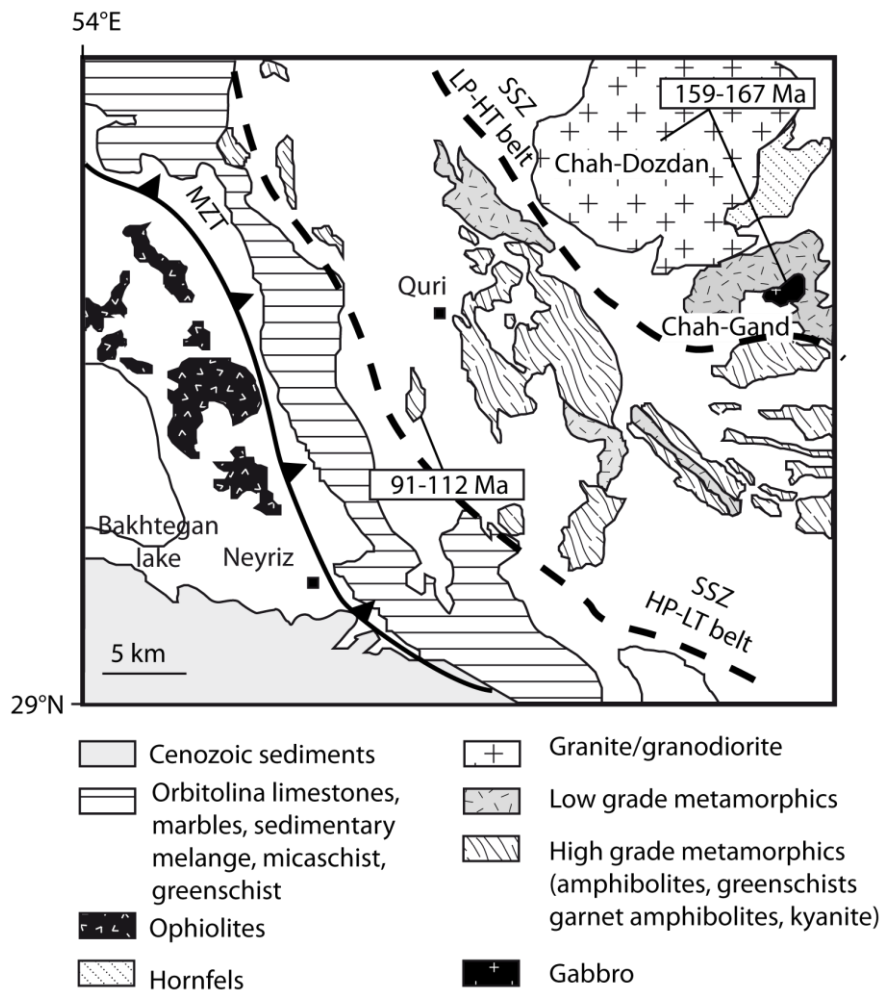 54°E
SSZ
LP-HT belt
159-167 Ma
Chah-Dozdan
MZT
Quri
Chah-Gand
91-112 Ma
Bakhtegan
lake
Neyriz
SSZ
HP-LT belt
5 km
29°N
Cenozoic sediments
Orbitolina limestones,
marbles, sedimentary
melange, micaschist,
greenschist
Ophiolites
Hornfels
Granite/granodiorite
Low grade metamorphics
High grade metamorphics
(amphibolites, greenschists
garnet amphibolites, kyanite)
Gabbro